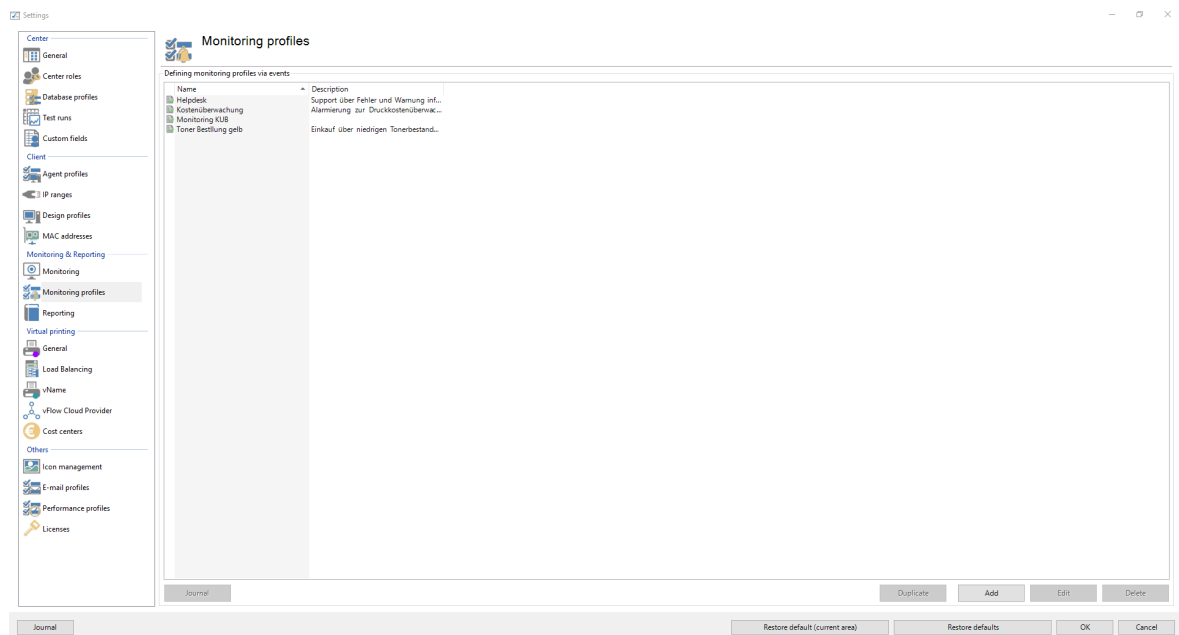 Settings
Center
General
Center roles
Database profiles
Test runs
Custom fields
Client
Agent profiles
IP ranges
Design profiles
MAC addresses
Monitoring & Reporting
Monitoring
Monitoring profiles
Reporting
Virtual printing
General
Load Balancing
vName
vFlow Cloud Provider
Cost centers
Others
Icon management
E-mail profiles
Performance profiles
Licenses
Monitoring profiles
Defining monitoring profiles via events
Name Description
Helpdesk Support über Fehler und Warnung inf...
Kostenüberwachung Alarmierung zur Druckkostenüberwac...
Monitoring KUB
Toner Bestllung gelb Einkauf über niedrigen Tonerbestand...
Journal Duplicate Add Edit Delete
Journal Restore default (current area) Restore defaults OK Cancel